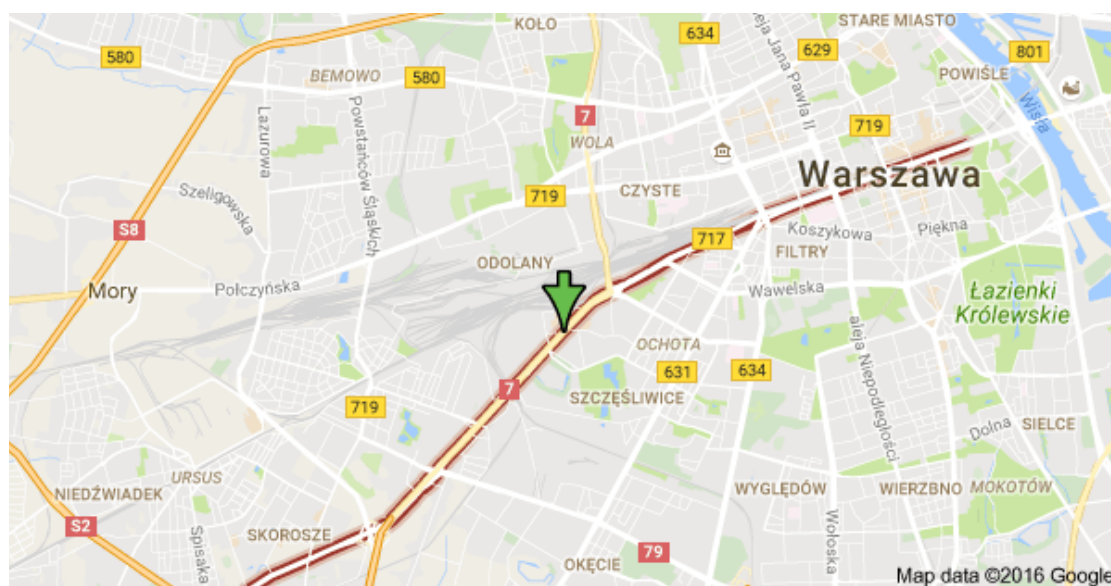 KOŁO
634
aleja Jana Pawła II
STARE MIASTO
629
801
580
BEMOWO
580
POWIŚLE
Wisła
Lazurowa
Powstańców Śląskich
7
WOLA
719
Szeligowska
719
CZYSTE
Warszawa
S8
717
Koszykowa
Piękna
ODOLANY
FILTRY
Mory
Połczyńska
Wawelska
Łazienki
Królewskie
OCHOTA
aleja Niepodległości
631
634
7
SZCZĘŚLIWICE
719
Dolna
SIELCE
URSUS
NIEDŹWIADEK
WYGLĘDÓW
WIERZBNO
MOKOTÓW
S2
SKOROSZE
Spisaka
Wołoska
7
79
OKĘCIE
Map data ©2016 Google